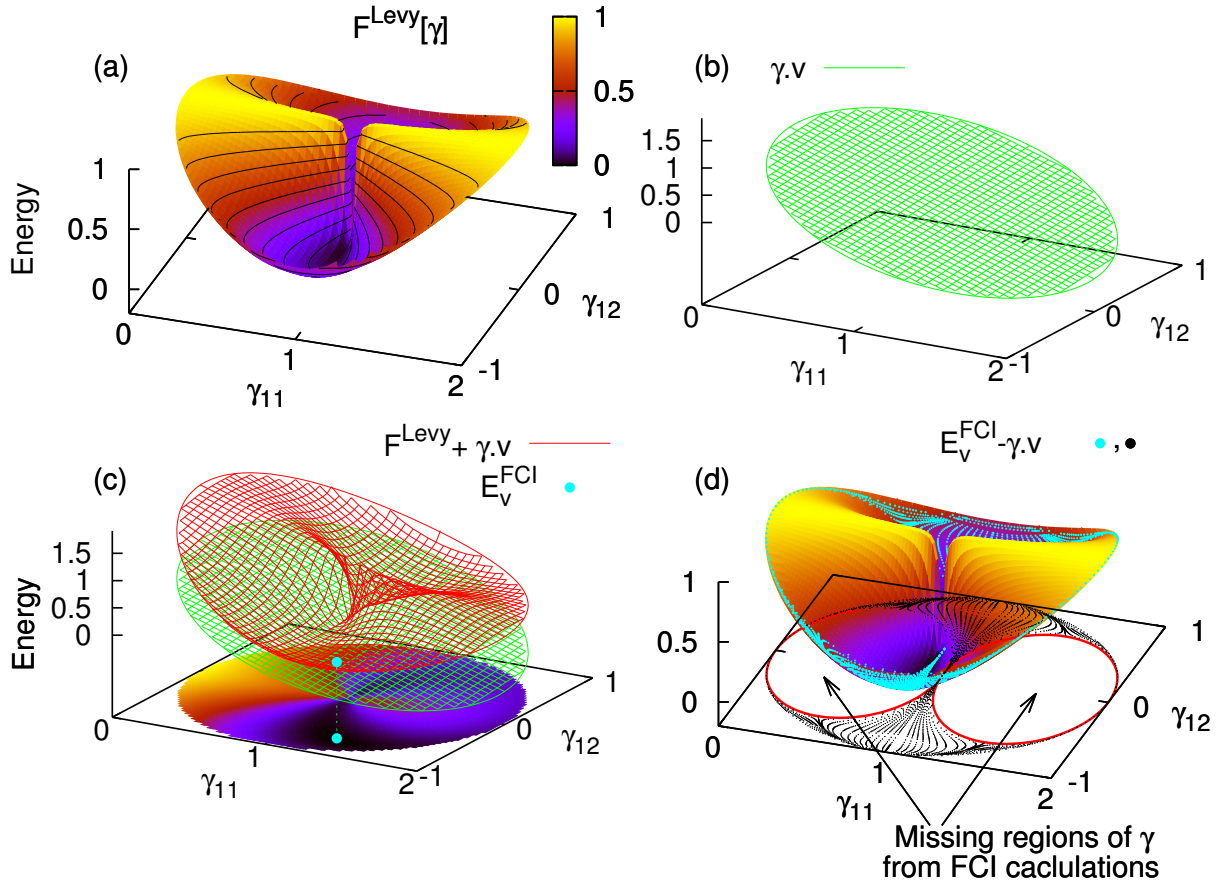 F^Levy[γ]
(a)
1
0.5
0
Energy
1
0.5
0
0
1
2
-1
0
1
γ11
γ12
(b)
γ.v
1.5
1
0.5
0
0
1
2
-1
0
1
γ11
γ12
F^Levy + γ.v
E_v^FCI
(c)
Energy
1.5
1
0.5
0
0
1
2
-1
0
1
γ11
γ12
E_v^FCI-γ.v , 
(d)
1
0.5
0
0
1
2
-1
0
1
γ11
γ12
Missing regions of γ
from FCI caclulations